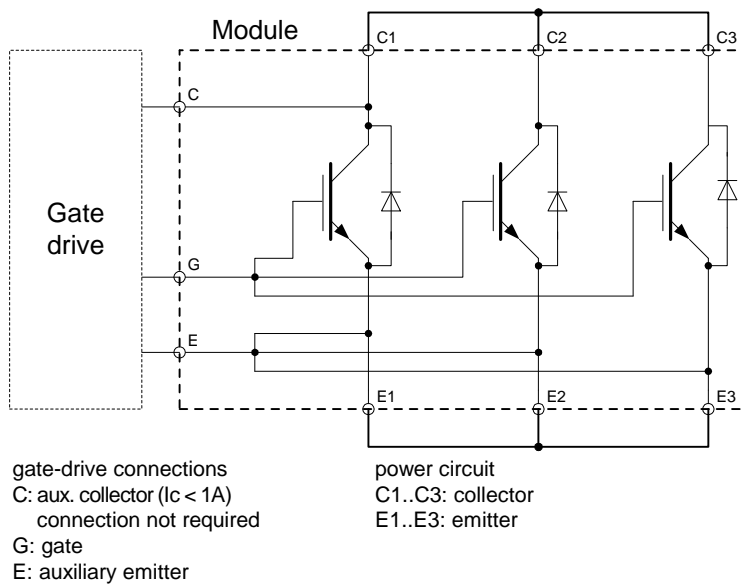 Module
C1
C2
C3
C
Gate
drive
G
E
E1
E2
E3
gate-drive connections
C: aux. collector (Ic < 1A)
connection not required
G: gate
E: auxiliary emitter
power circuit
C1..C3: collector
E1..E3: emitter